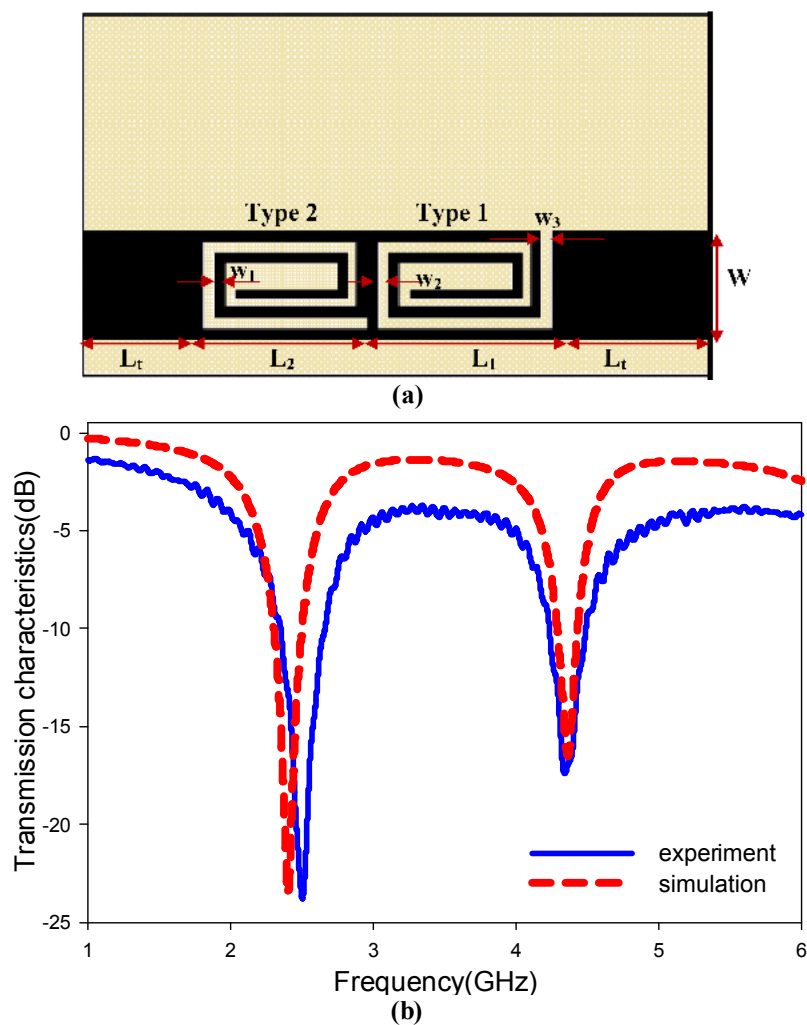 Type 2 Type 1 w3
w1 w2 W
Lt L2 L1 Lt
(a)
0
-5
-10
-15
-20
-25
Transmission characteristics(dB)
experiment
simulation
1 2 3 4 5 6
Frequency(GHz)
(b)